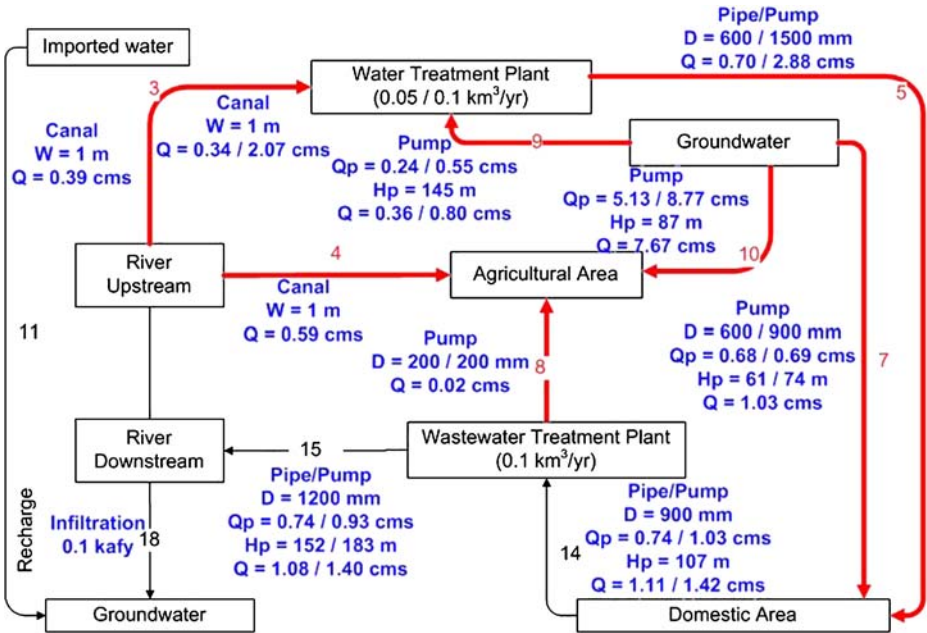 Pipe/Pump
D = 600 / 1500 mm
Q = 0.70 / 2.88 cms
Imported water
3
Water Treatment Plant
(0.05 / 0.1 km³/yr)
5
Canal
W = 1 m
Q = 0.39 cms
Canal
W = 1 m
Q = 0.34 / 2.07 cms
Pump
Qp = 0.24 / 0.55 cms
Hp = 145 m
Q = 0.36 / 0.80 cms
9
Groundwater
Pump
Qp = 5.13 / 8.77 cms
Hp = 87 m
Q = 7.67 cms
10
River
Upstream
4
Agricultural Area
Canal
W = 1 m
Q = 0.59 cms
11
Pump
D = 200 / 200 mm
Q = 0.02 cms
8
Pump
D = 600 / 900 mm
Qp = 0.68 / 0.69 cms
Hp = 61 / 74 m
Q = 1.03 cms
7
River
Downstream
15
Wastewater Treatment Plant
(0.1 km³/yr)
Pipe/Pump
D = 1200 mm
Qp = 0.74 / 0.93 cms
Hp = 152 / 183 m
Q = 1.08 / 1.40 cms
Pipe/Pump
D = 900 mm
Qp = 0.74 / 1.03 cms
Hp = 107 m
Q = 1.11 / 1.42 cms
14
Recharge
Infiltration
0.1 kafy
18
Groundwater
Domestic Area